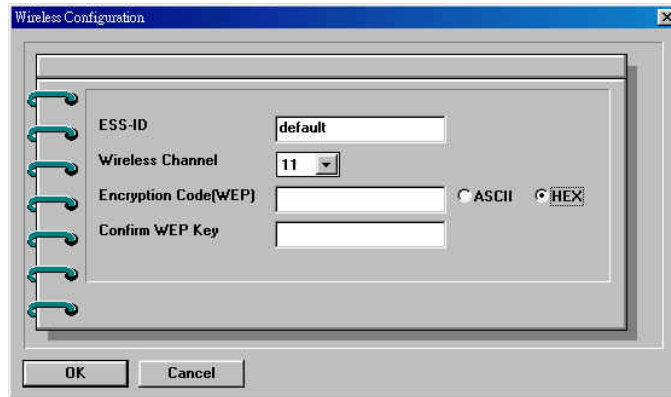 Wireless Configuration
ESS-ID default
Wireless Channel 11
Encryption Code(WEP) ASCII HEX
Confirm WEP Key
OK Cancel